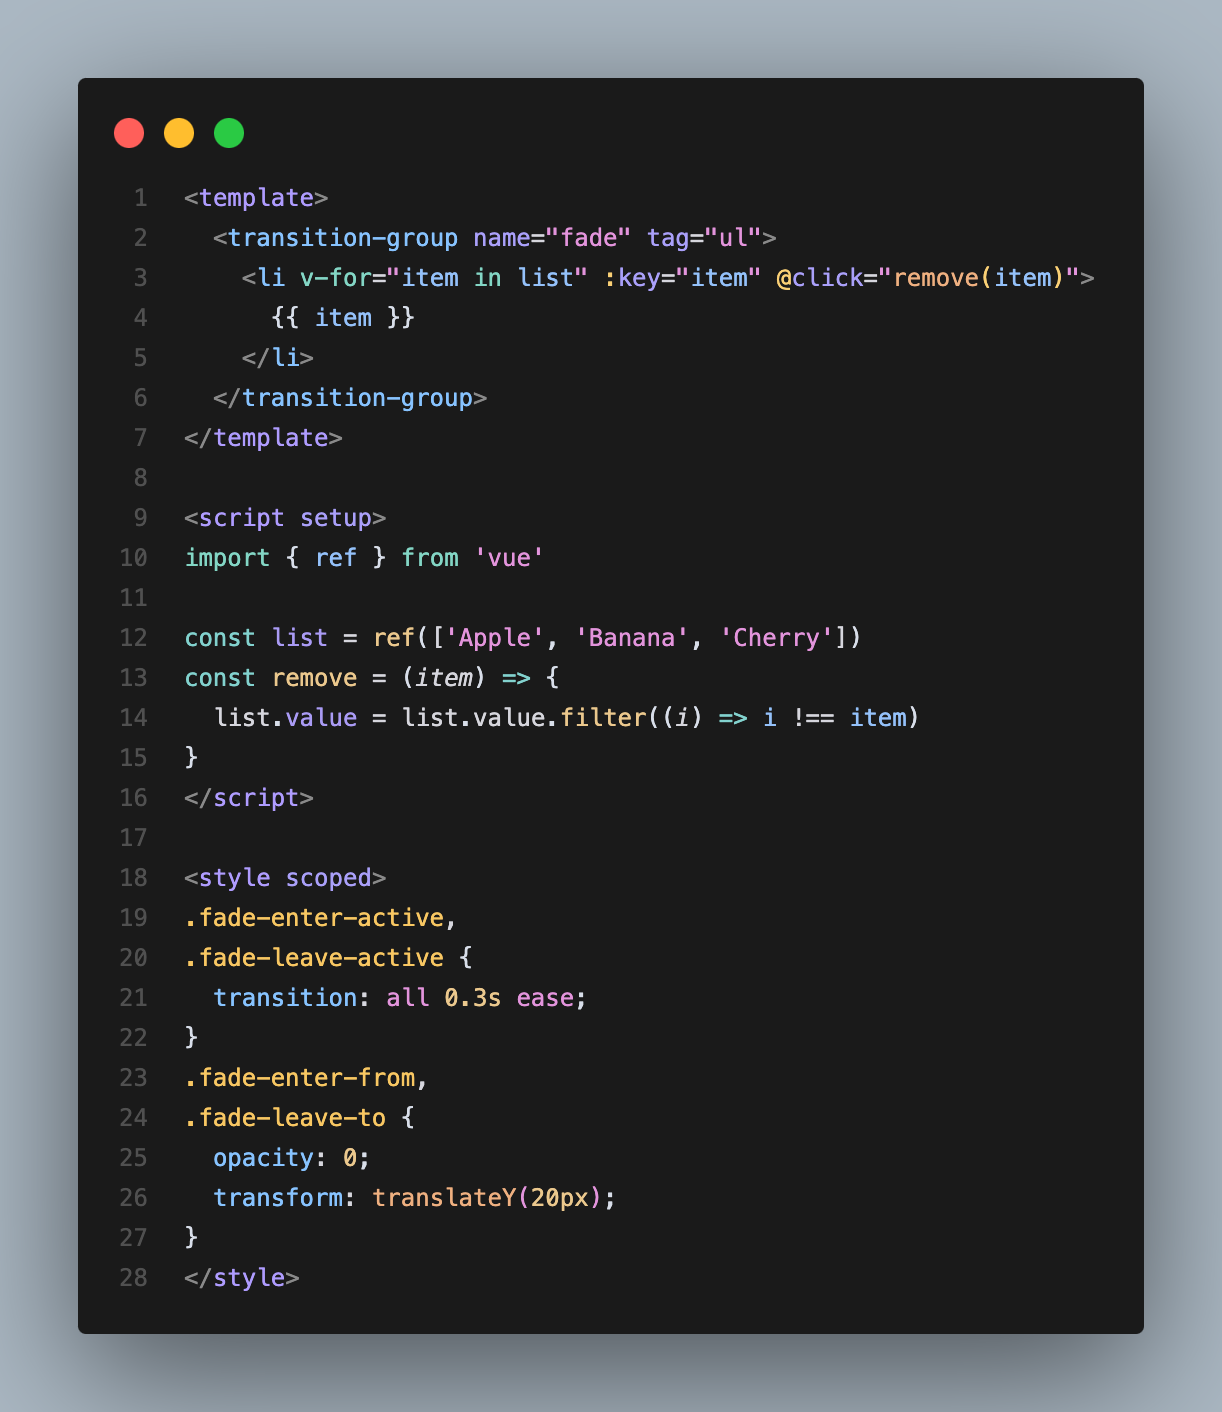 1 <template>
2   <transition-group name="fade" tag="ul">
3     <li v-for="item in list" :key="item" @click="remove(item)">
4       {{ item }}
5     </li>
6   </transition-group>
7 </template>
8
9 <script setup>
10 import { ref } from 'vue'
11
12 const list = ref(['Apple', 'Banana', 'Cherry'])
13 const remove = (item) => {
14   list.value = list.value.filter((i) => i !== item)
15 }
16 </script>
17
18 <style scoped>
19 .fade-enter-active,
20 .fade-leave-active {
21   transition: all 0.3s ease;
22 }
23 .fade-enter-from,
24 .fade-leave-to {
25   opacity: 0;
26   transform: translateY(20px);
27 }
28 </style>